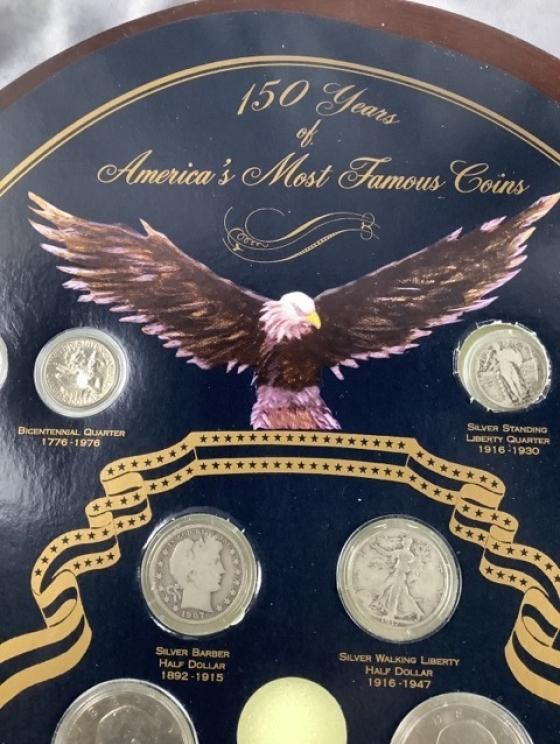 150 Years
of
America's Most Famous Coins
BICENTENNIAL QUARTER
1776-1976
SILVER STANDING
LIBERTY QUARTER
1916-1930
1907
SILVER BARBER
HALF DOLLAR
1892-1915
SILVER WALKING LIBERTY
HALF DOLLAR
1916-1947